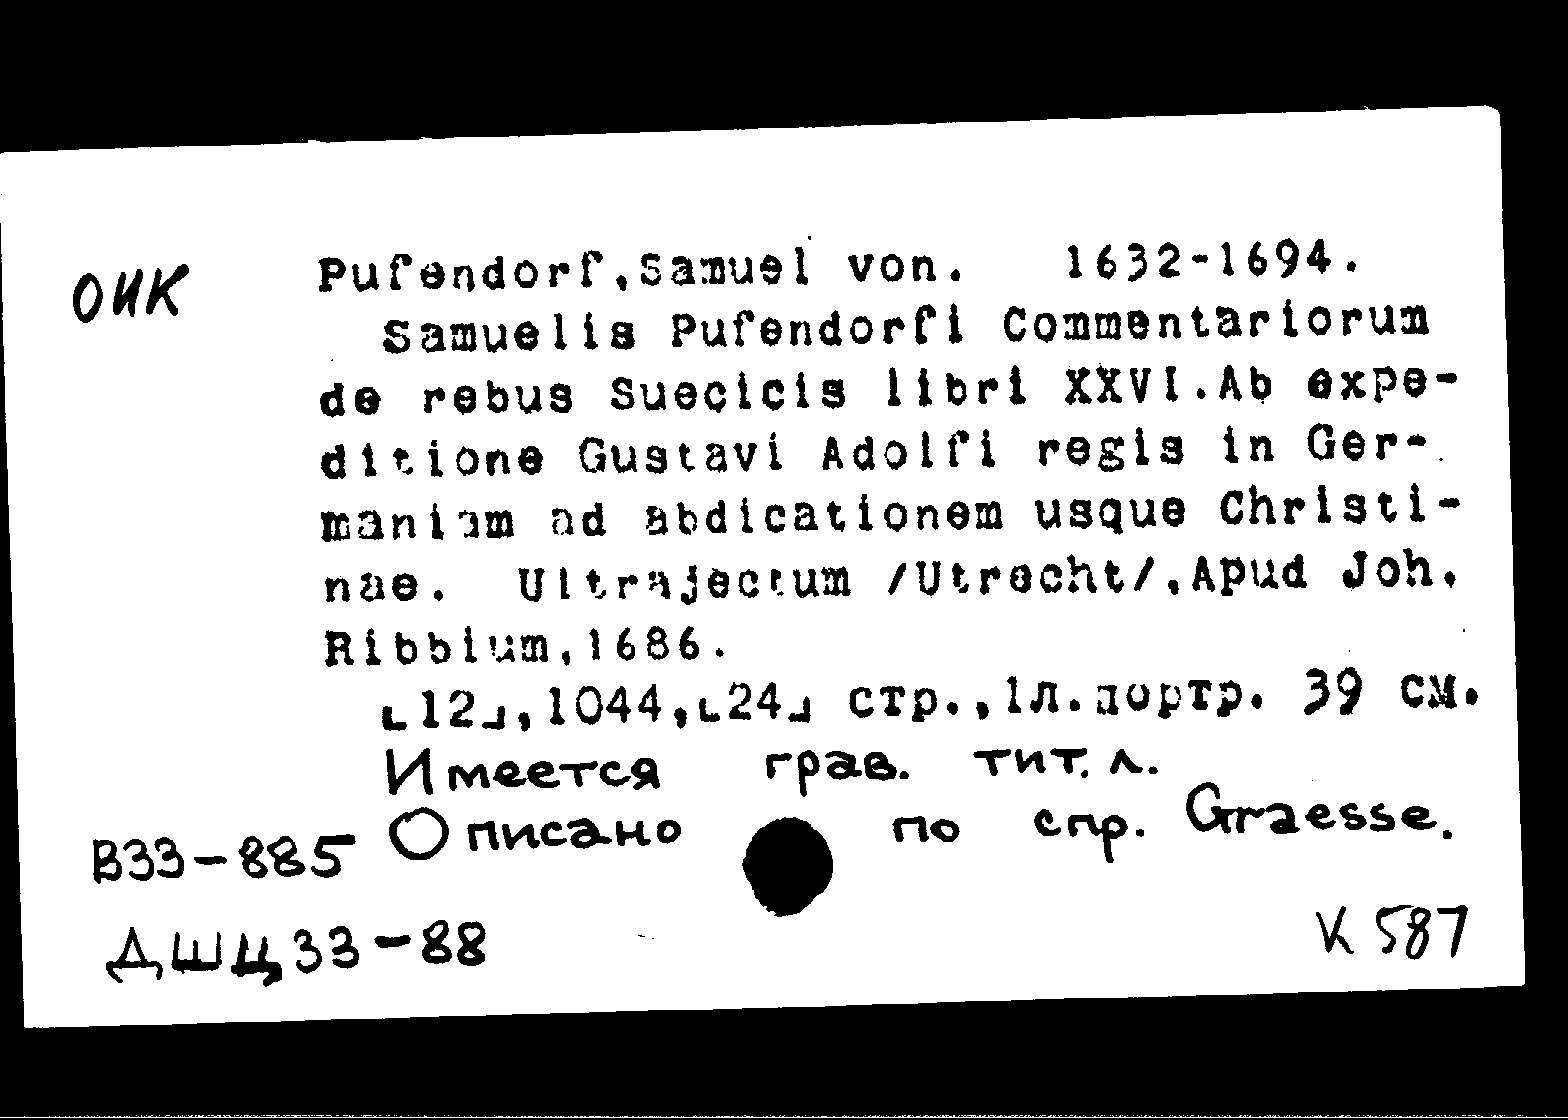 ОИК
Pufendorf, Samuel von. 1632-1694.
Samuelis Pufendorfi Commentariorum
de rebus Suecicis libri XXVI. Ab expe-
ditione Gustavi Adolfi regis in Ger-
maniam ad abdicationem usque Christi-
nae. Ultrajectum /Utrecht/, Apud Joh.
Ribbium, 1686.
⌞12⌟, 1044, ⌞24⌟ стр., 1л. портр. 39 см.
Имеется грав. тит. л.
Описано по спр. Graesse.
В33-885
ДШЦ33-88
К 587